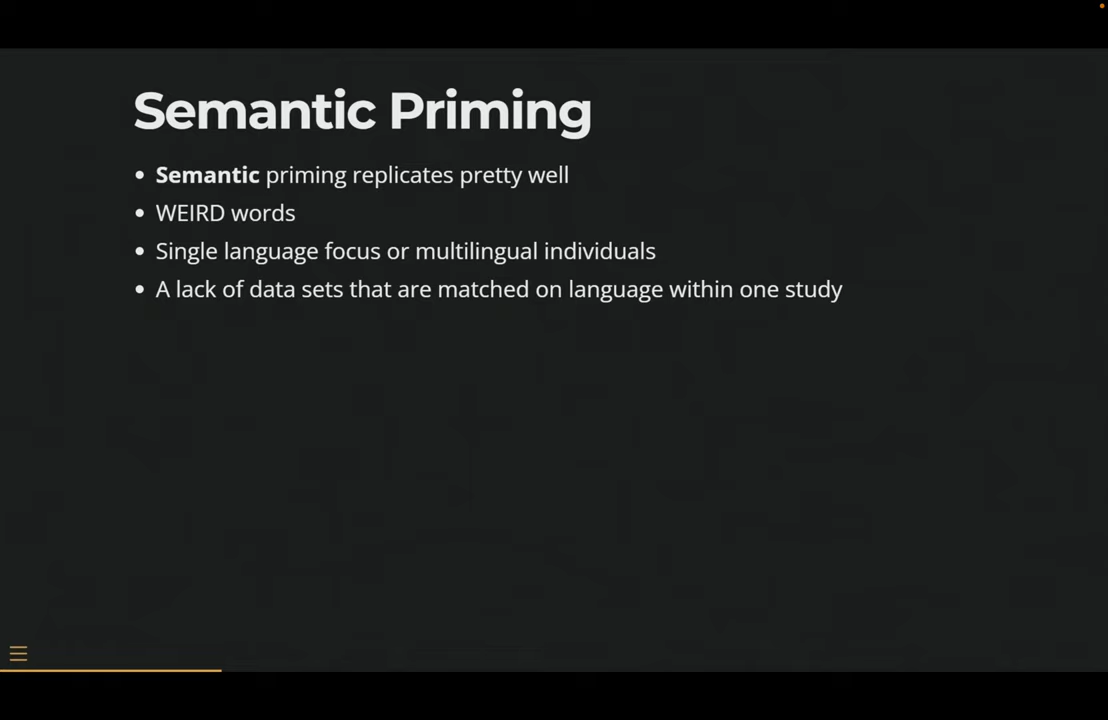 Semantic Priming
Semantic priming replicates pretty well
WEIRD words
Single language focus or multilingual individuals
A lack of data sets that are matched on language within one study